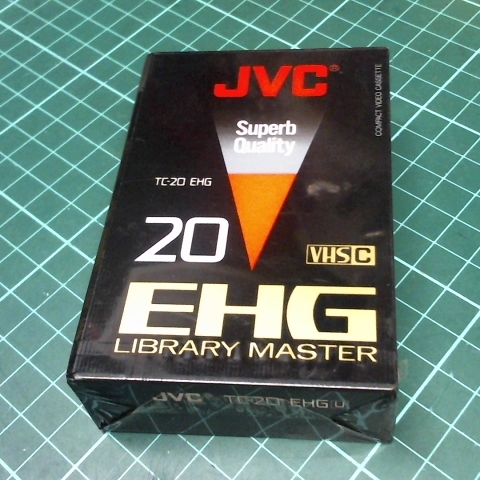 JVC®
COMPACT VIDEO CASSETTE
Superb
Quality
TC-20 EHG
20
VHS C
EHG
LIBRARY MASTER
JVC TC-20 EHG U